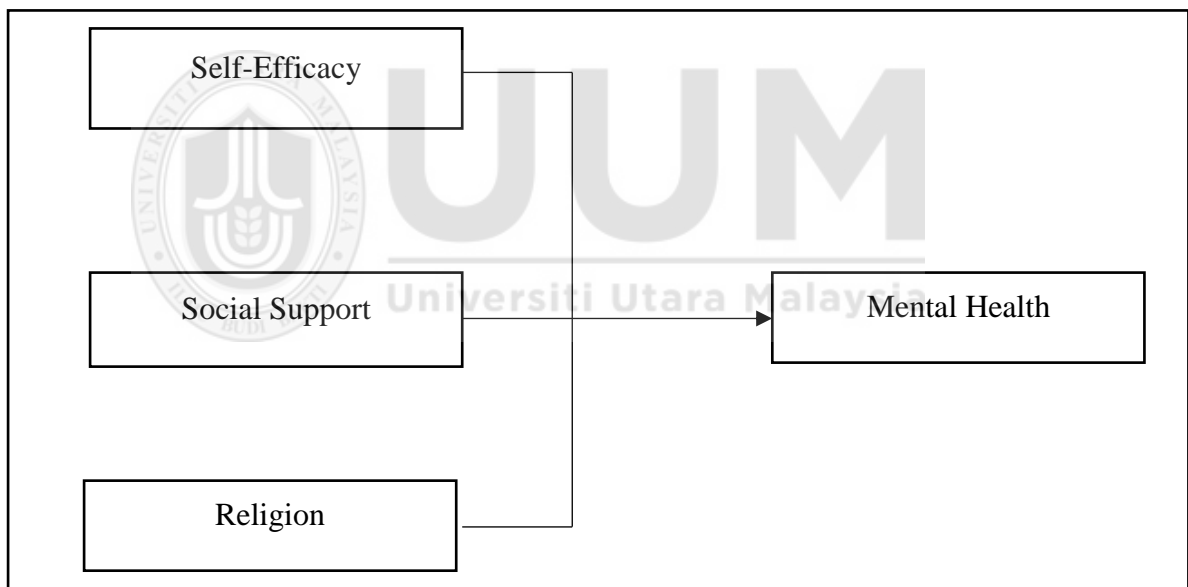 Self-Efficacy
UUM
Social Support
Universiti Utara Malaysia
Mental Health
Religion